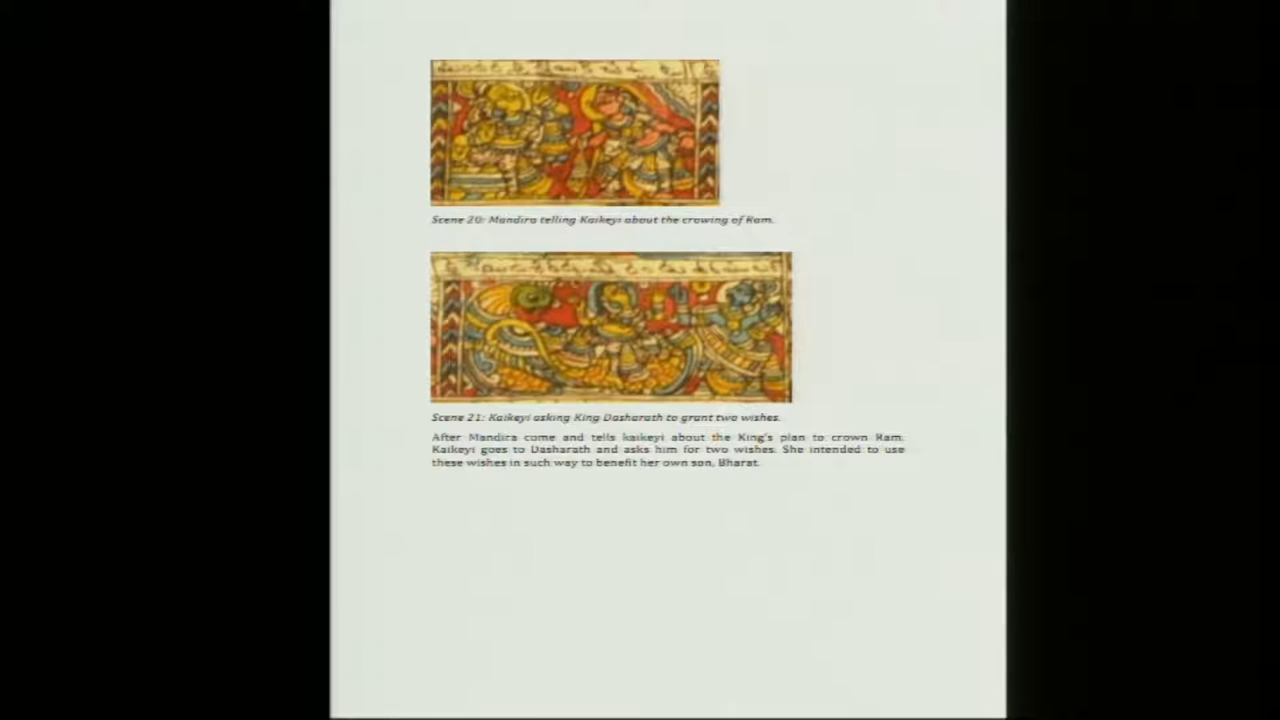 Scene 20: Mandira telling Kaikeyi about the crowing of Ram.
Scene 21: Kaikeyi asking King Dasharath to grant two wishes.
After Mandira come and tells kaikeyi about the King's plan to crown Ram.
Kaikeyi goes to Dasharath and asks him for two wishes. She intended to use
these wishes in such way to benefit her own son, Bharat.